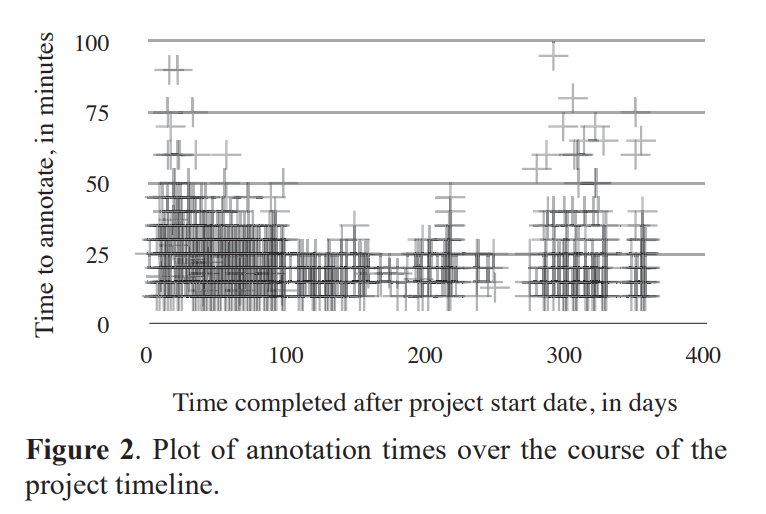 Time to annotate, in minutes
100
75
50
25
0
0 100 200 300 400
Time completed after project start date, in days
Figure 2. Plot of annotation times over the course of the
project timeline.